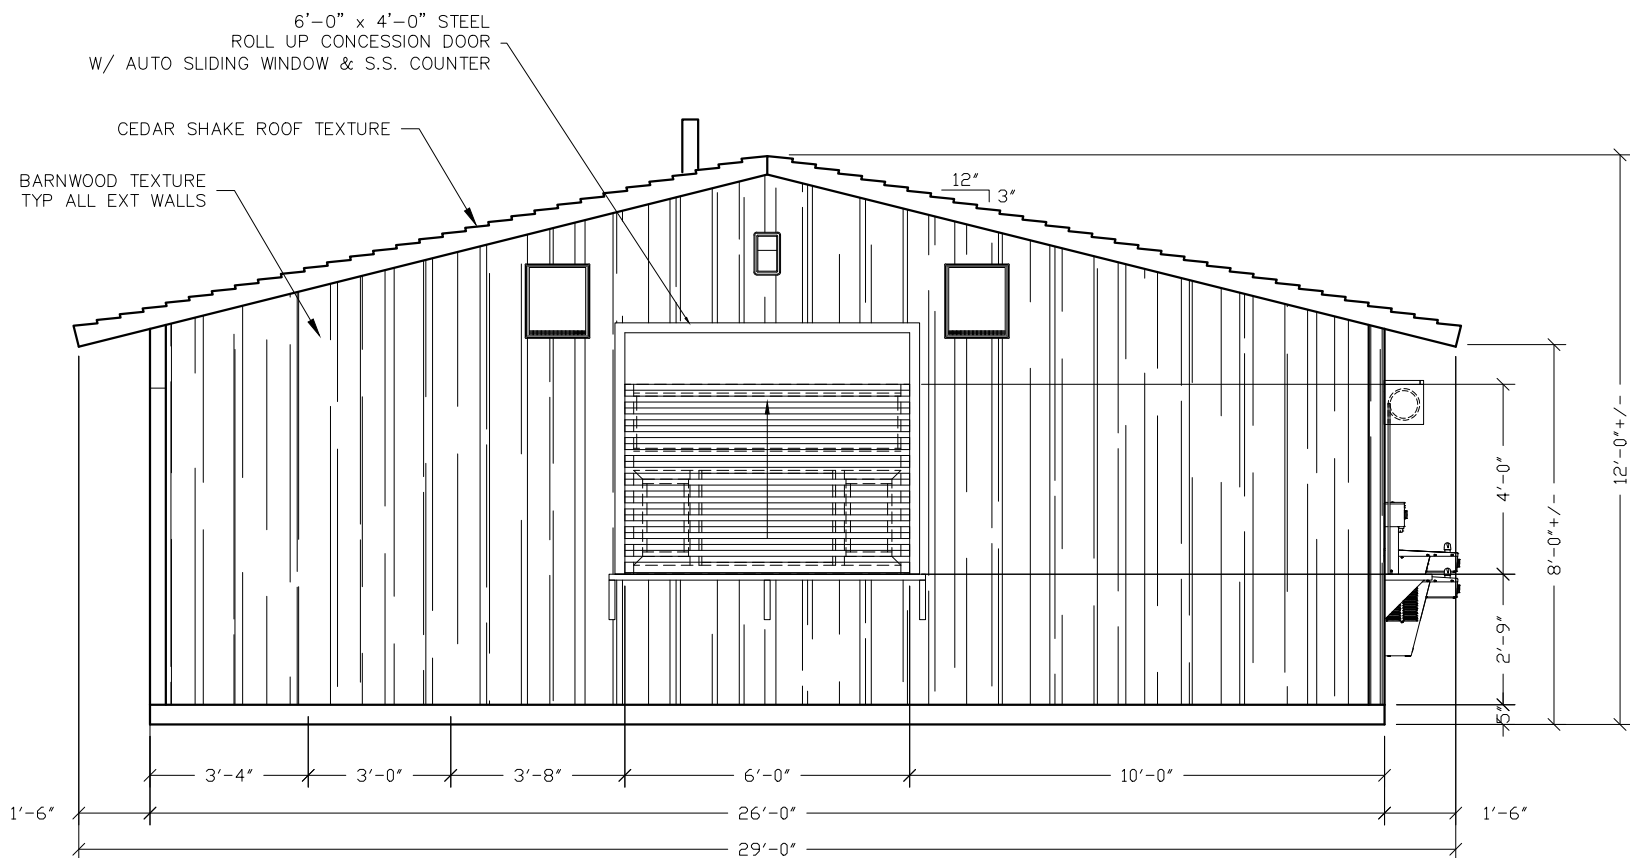 6'-0" x 4'-0" STEEL
ROLL UP CONCESSION DOOR
W/ AUTO SLIDING WINDOW & S.S. COUNTER
CEDAR SHAKE ROOF TEXTURE
BARNWOOD TEXTURE
TYP ALL EXT WALLS
12"
3"
12'-0"+/-
8'-0"+/-
4'-0"
2'-9"
5"
3'-4"
3'-0"
3'-8"
6'-0"
10'-0"
1'-6"
26'-0"
1'-6"
29'-0"